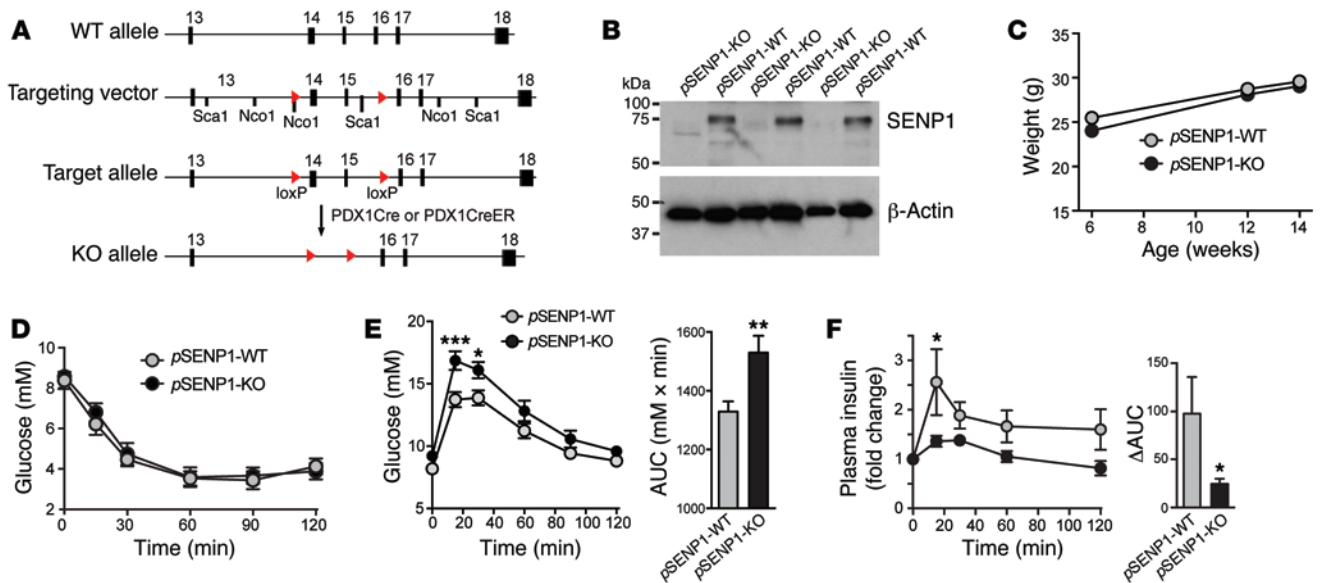 A
13 14 15 16 17 18
WT allele
13 14 15 16 17 18
Targeting vector
Sca1 Nco1 Nco1 Sca1 Nco1 Sca1
13 14 15 16 17 18
Target allele
loxP loxP
PDX1Cre or PDX1CreER
13 16 17 18
KO allele
B
pSENP1-KO
pSENP1-WT
pSENP1-KO
pSENP1-WT
pSENP1-KO
pSENP1-WT
kDa
100
75
50
SENP1
50
37
β-Actin
C
35
30
25
20
15
Weight (g)
pSENP1-WT
pSENP1-KO
6 8 10 12 14
Age (weeks)
D
10
8
6
4
2
Glucose (mM)
pSENP1-WT
pSENP1-KO
0 30 60 90 120
Time (min)
E
20
15
10
5
Glucose (mM)
pSENP1-WT
pSENP1-KO
*** *
0 20 40 60 80 100 120
Time (min)
1600
1400
1200
1000
AUC (mM × min)
**
pSENP1-WT
pSENP1-KO
F
3
2
1
0
Plasma insulin
(fold change)
*
0 20 40 60 80 100 120
Time (min)
150
100
50
0
ΔAUC
*
pSENP1-WT
pSENP1-KO